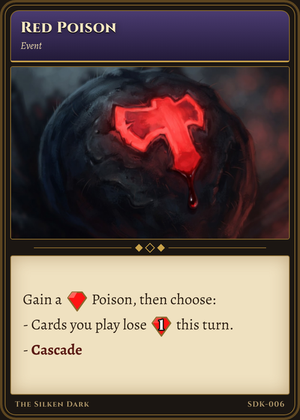 Red Poison
Event
Gain a Poison, then choose:
- Cards you play lose 1 this turn.
- Cascade
The Silken Dark
SDK-006